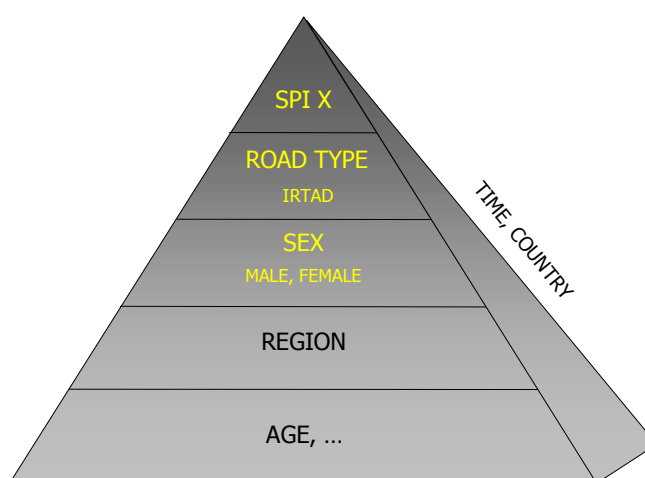 SPI X
ROAD TYPE
IRTAD
SEX
MALE, FEMALE
REGION
AGE, …
TIME, COUNTRY